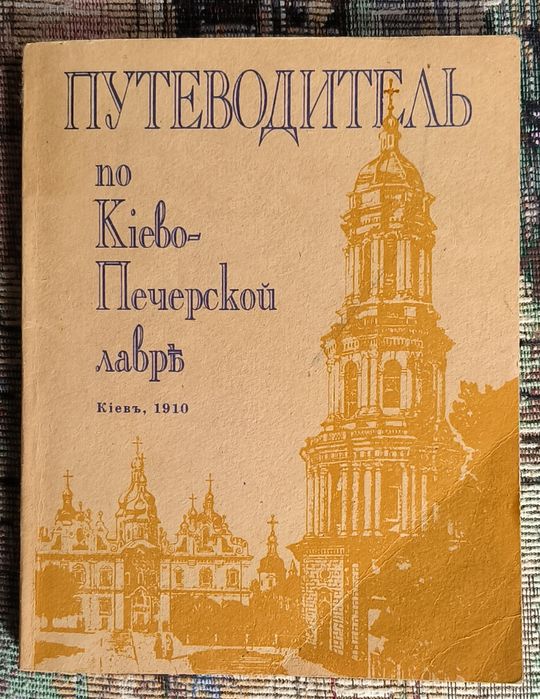 ПУТЕВОДИТЕЛЬ
по
Кіево-
Печерской
лаврѣ
Кіевъ, 1910